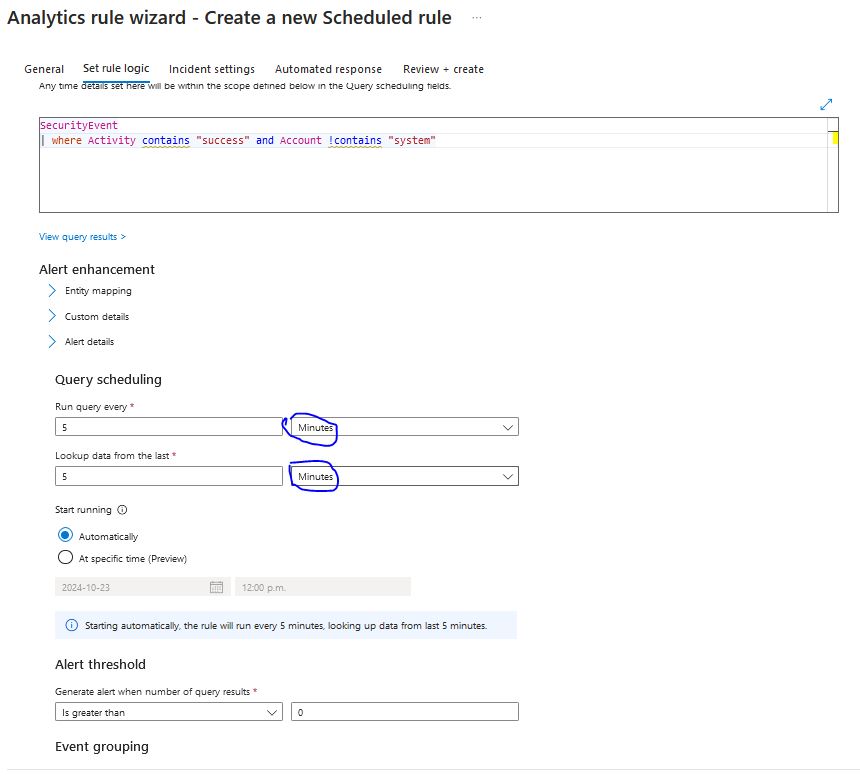 Analytics rule wizard - Create a new Scheduled rule ...
General Set rule logic Incident settings Automated response Review + create
Any time details set here will be within the scope defined below in the Query scheduling fields.
SecurityEvent
| where Activity contains "success" and Account !contains "system"
View query results >
Alert enhancement
Entity mapping
Custom details
Alert details
Query scheduling
Run query every *
5 Minutes
Lookup data from the last *
5 Minutes
Start running
Automatically
At specific time (Preview)
2024-10-23 12:00 p.m.
Starting automatically, the rule will run every 5 minutes, looking up data from last 5 minutes.
Alert threshold
Generate alert when number of query results *
Is greater than 0
Event grouping